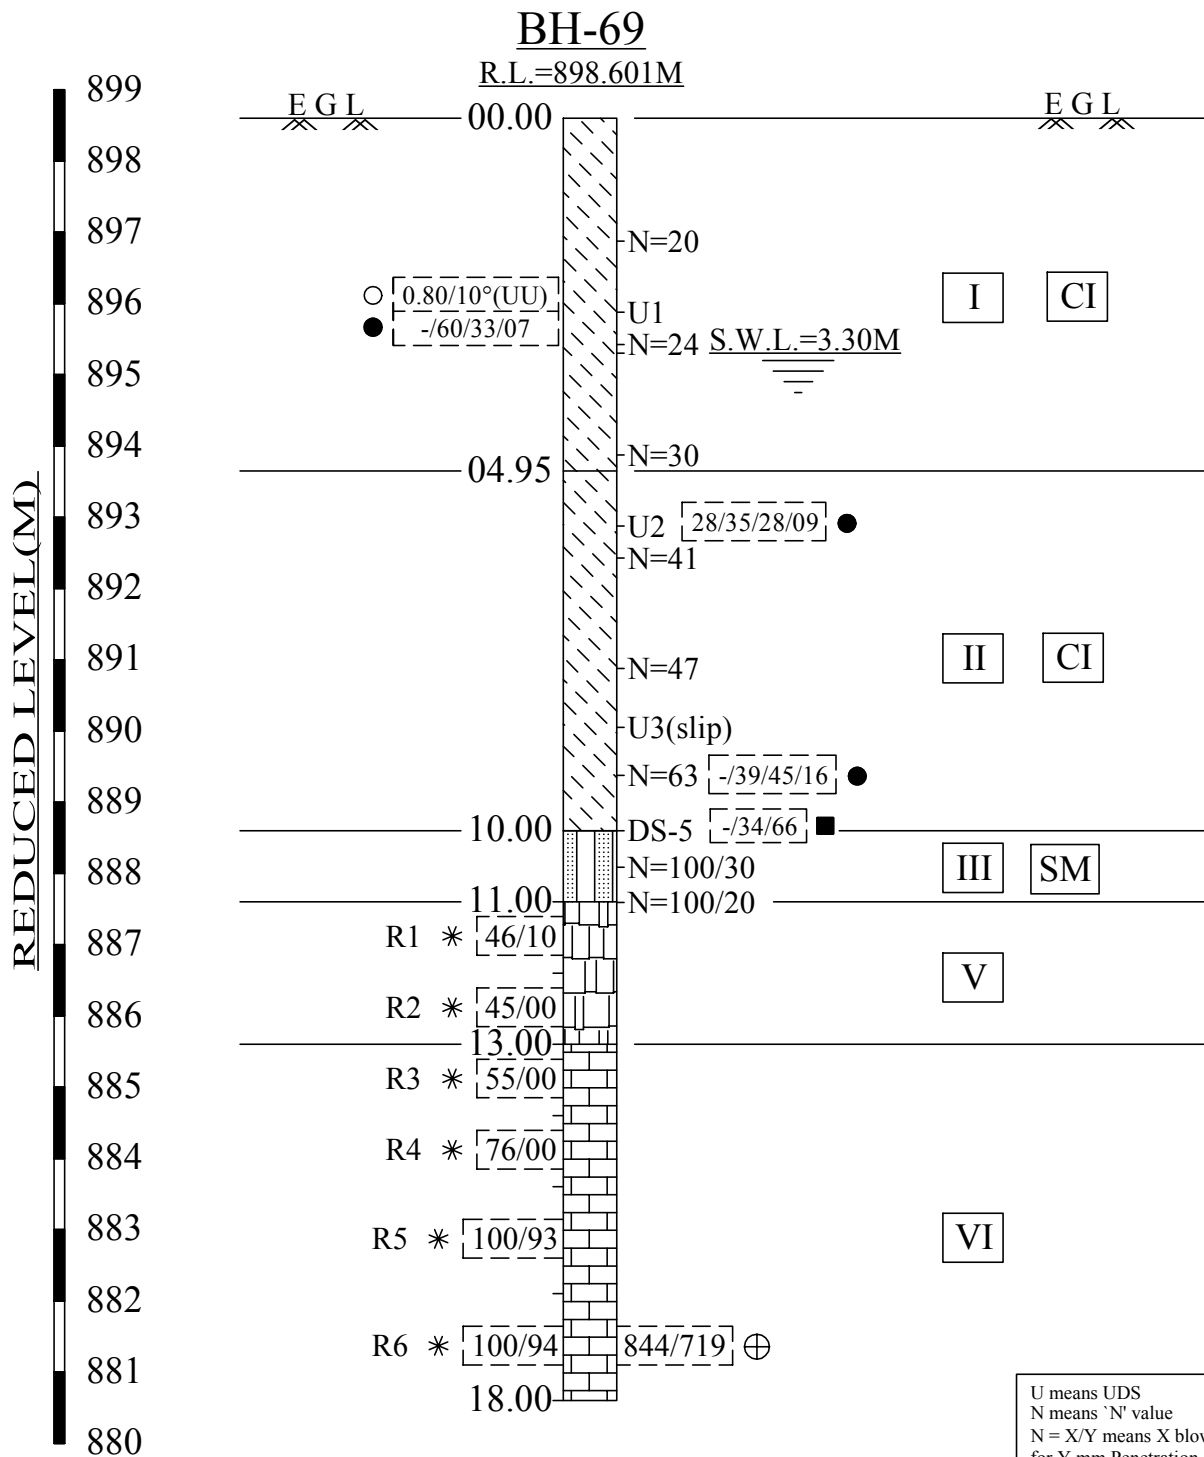 BH-69
R.L.=898.601M
899
E G L
00.00
E G L
898
897
N=20
896
0.80/10°(UU)
U1
I
CI
-/60/33/07
N=24
S.W.L.=3.30M
895
894
N=30
04.95
REDUCED LEVEL(M)
893
U2
28/35/28/09
N=41
892
891
N=47
II
CI
890
U3(slip)
N=63
-/39/45/16
889
10.00
DS-5
-/34/66
888
N=100/30
III
SM
11.00
N=100/20
887
R1
46/10
V
886
R2
45/00
13.00
885
R3
55/00
884
R4
76/00
883
R5
100/93
VI
882
R6
100/94
844/719
881
18.00
880
U means UDS
N means `N' value
N = X/Y means X blow
for Y mm Penetration